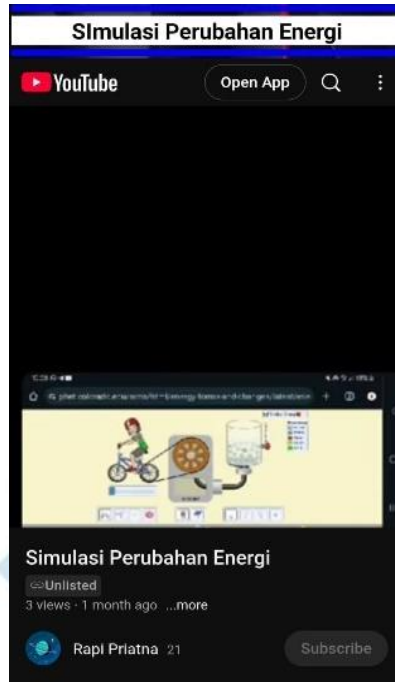 SImulasi Perubahan Energi
YouTube
Open App
Simulasi Perubahan Energi
Unlisted
3 views · 1 month ago ...more
Rapi Priatna 21
Subscribe